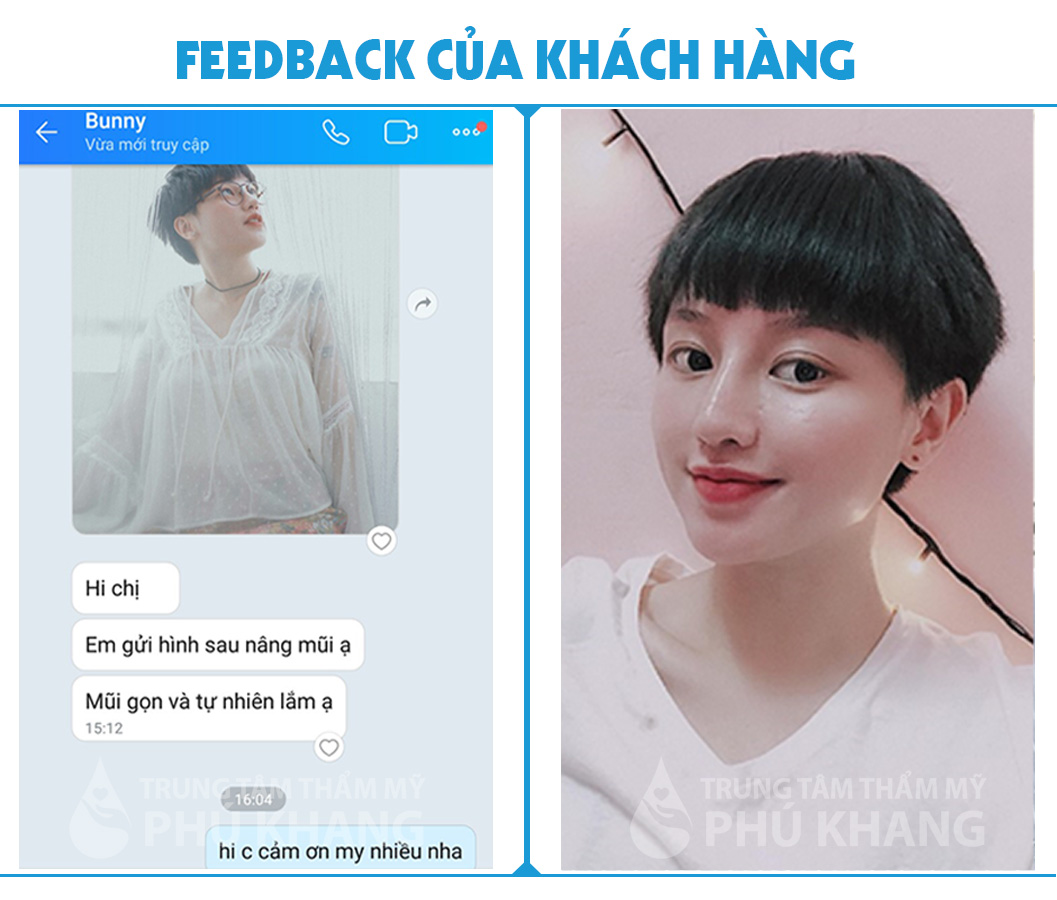 FEEDBACK CỦA KHÁCH HÀNG
Bunny
Vừa mới truy cập
Hi chị
Em gửi hình sau nâng mũi ạ
Mũi gọn và tự nhiên lắm ạ
15:12
16:04
hi c cảm ơn my nhiều nha
TRUNG TÂM THẨM MỸ
PHÚ KHANG
TRUNG TÂM THẨM MỸ
PHÚ KHANG